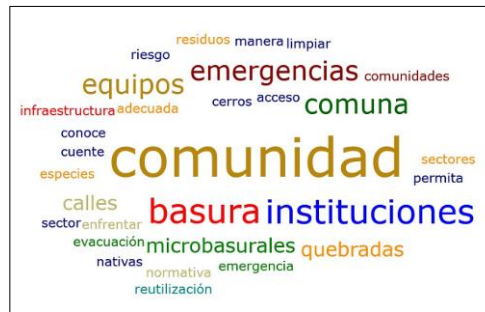 residuos manera limpiar
riesgo
equipos emergencias comunidades
infraestructura adecuada cerros acceso comuna
conoce
cuente comunidad sectores
especies permita
calles basura instituciones
sector enfrentar
evacuación microbasurales quebradas
nativas normativa emergencia
reutilización